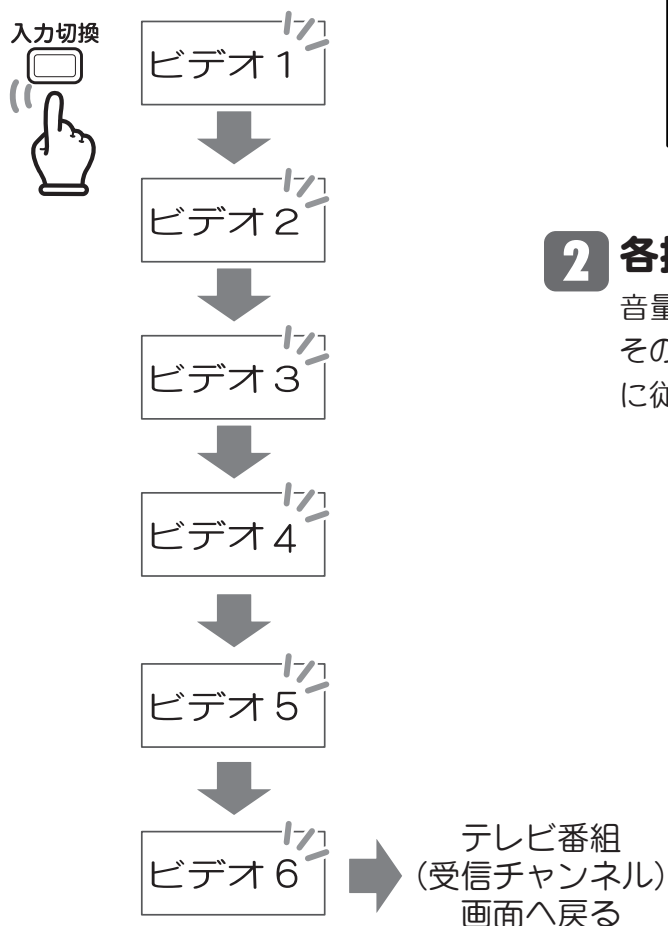 入力切換
ビデオ1
ビデオ2
ビデオ3
ビデオ4
ビデオ5
ビデオ6
テレビ番組
(受信チャンネル)
画面へ戻る
2 各
音量
その
に従